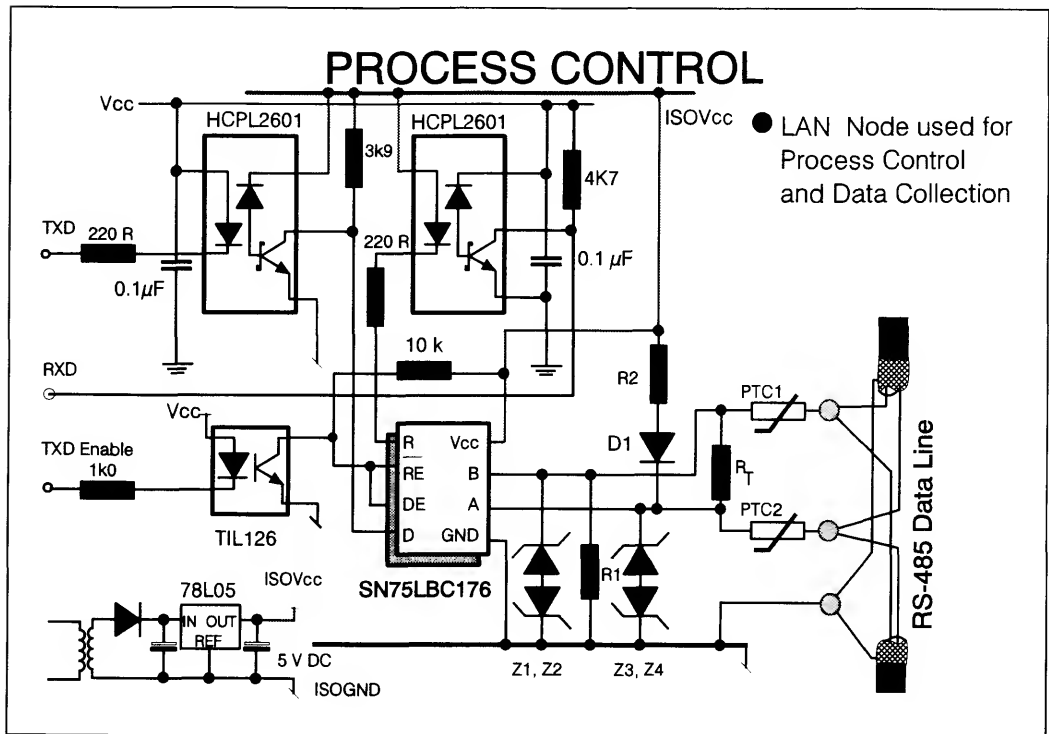 PROCESS CONTROL
Vcc
HCPL2601
HCPL2601
ISOVcc
● LAN Node used for
Process Control
and Data Collection
3k9
4K7
TXD
220 R
0.1µF
220 R
0.1 µF
10 k
RXD
R2
PTC1
Vcc
TXD Enable
1k0
TIL126
R
RE
DE
D
Vcc
B
A
GND
SN75LBC176
D1
RT
PTC2
R1
RS-485 Data Line
ISOVcc
78L05
IN OUT
REF
5 V DC
ISOGND
Z1, Z2
Z3, Z4